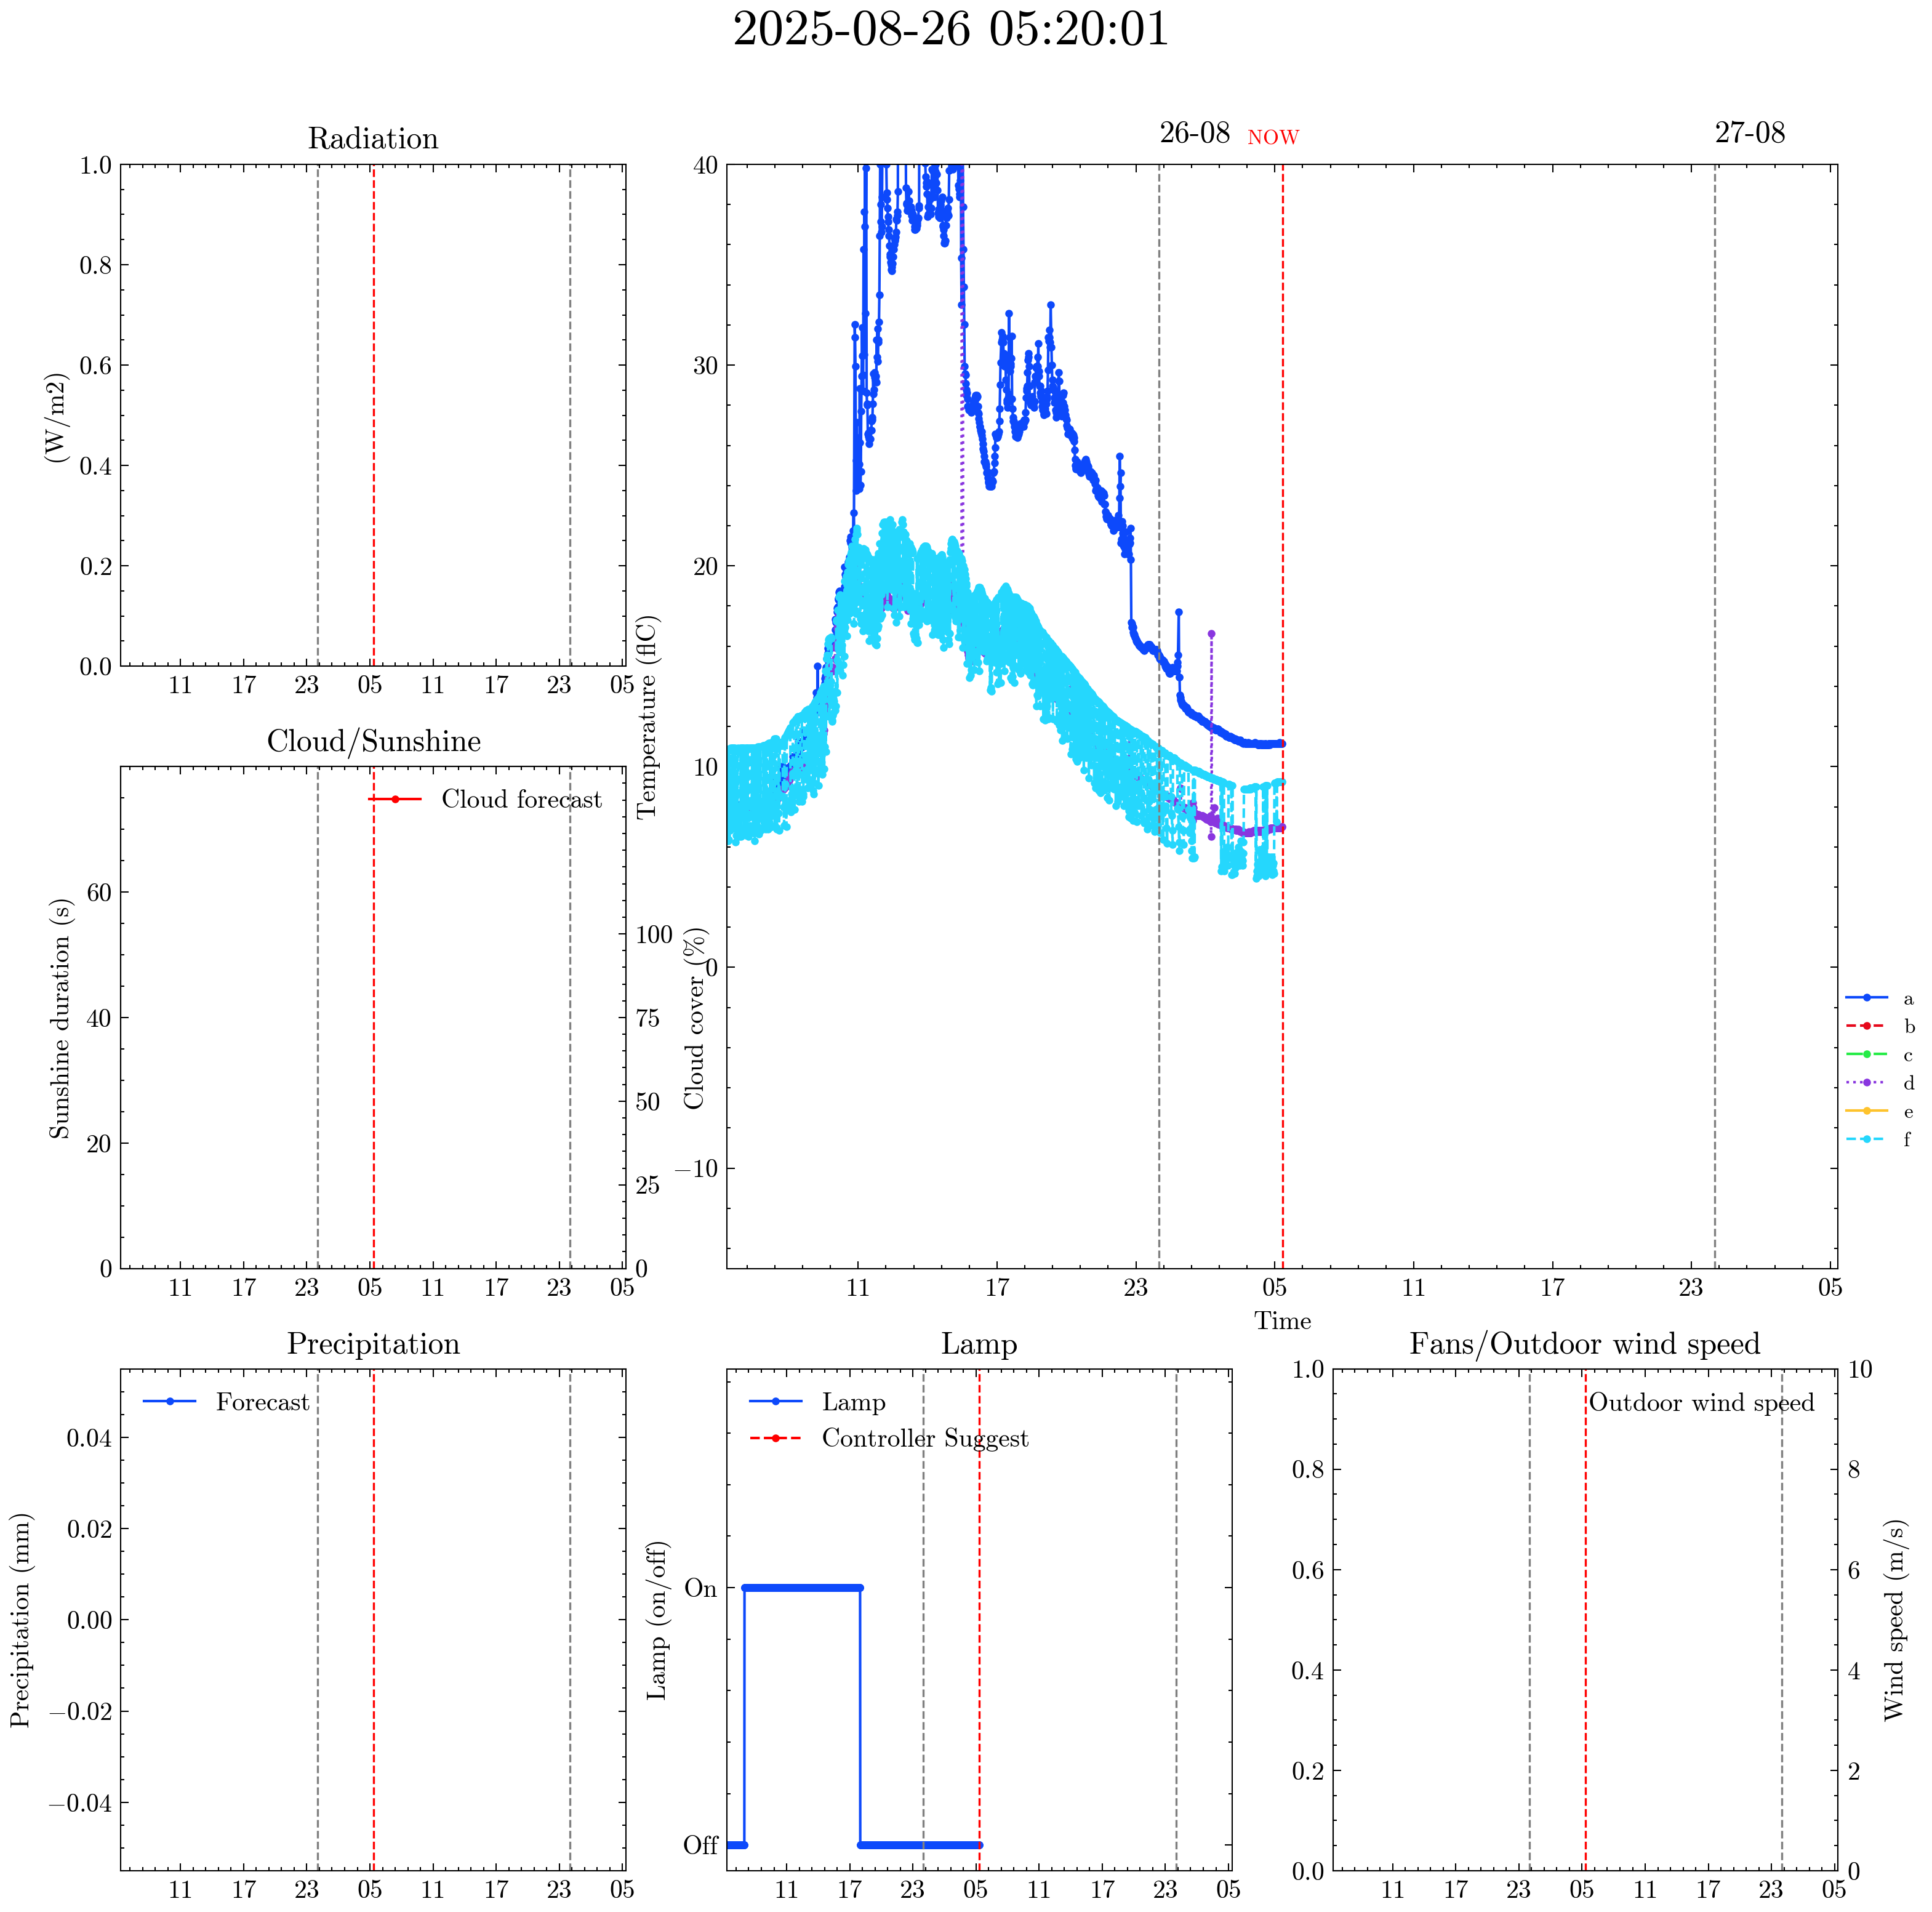 2025-08-26 05:20:01
Radiation
(W/m2)
1.0
0.8
0.6
0.4
0.2
0.0
11 17 23 05 11 17 23 05
26-08 NOW 27-08
Temperature (flC)
40
30
20
10
0
−10
11 17 23 05 11 17 23 05
Time
a
b
c
d
e
f
Cloud/Sunshine
Cloud forecast
Sunshine duration (s)
60
40
20
0
Cloud cover (%)
100
75
50
25
0
11 17 23 05 11 17 23 05
Precipitation
Forecast
Precipitation (mm)
0.04
0.02
0.00
−0.02
−0.04
11 17 23 05 11 17 23 05
Lamp
Lamp
Controller Suggest
Lamp (on/off)
On
Off
11 17 23 05 11 17 23 05
Fans/Outdoor wind speed
Outdoor wind speed
1.0
0.8
0.6
0.4
0.2
0.0
10
8
6
4
2
0
Wind speed (m/s)
11 17 23 05 11 17 23 05